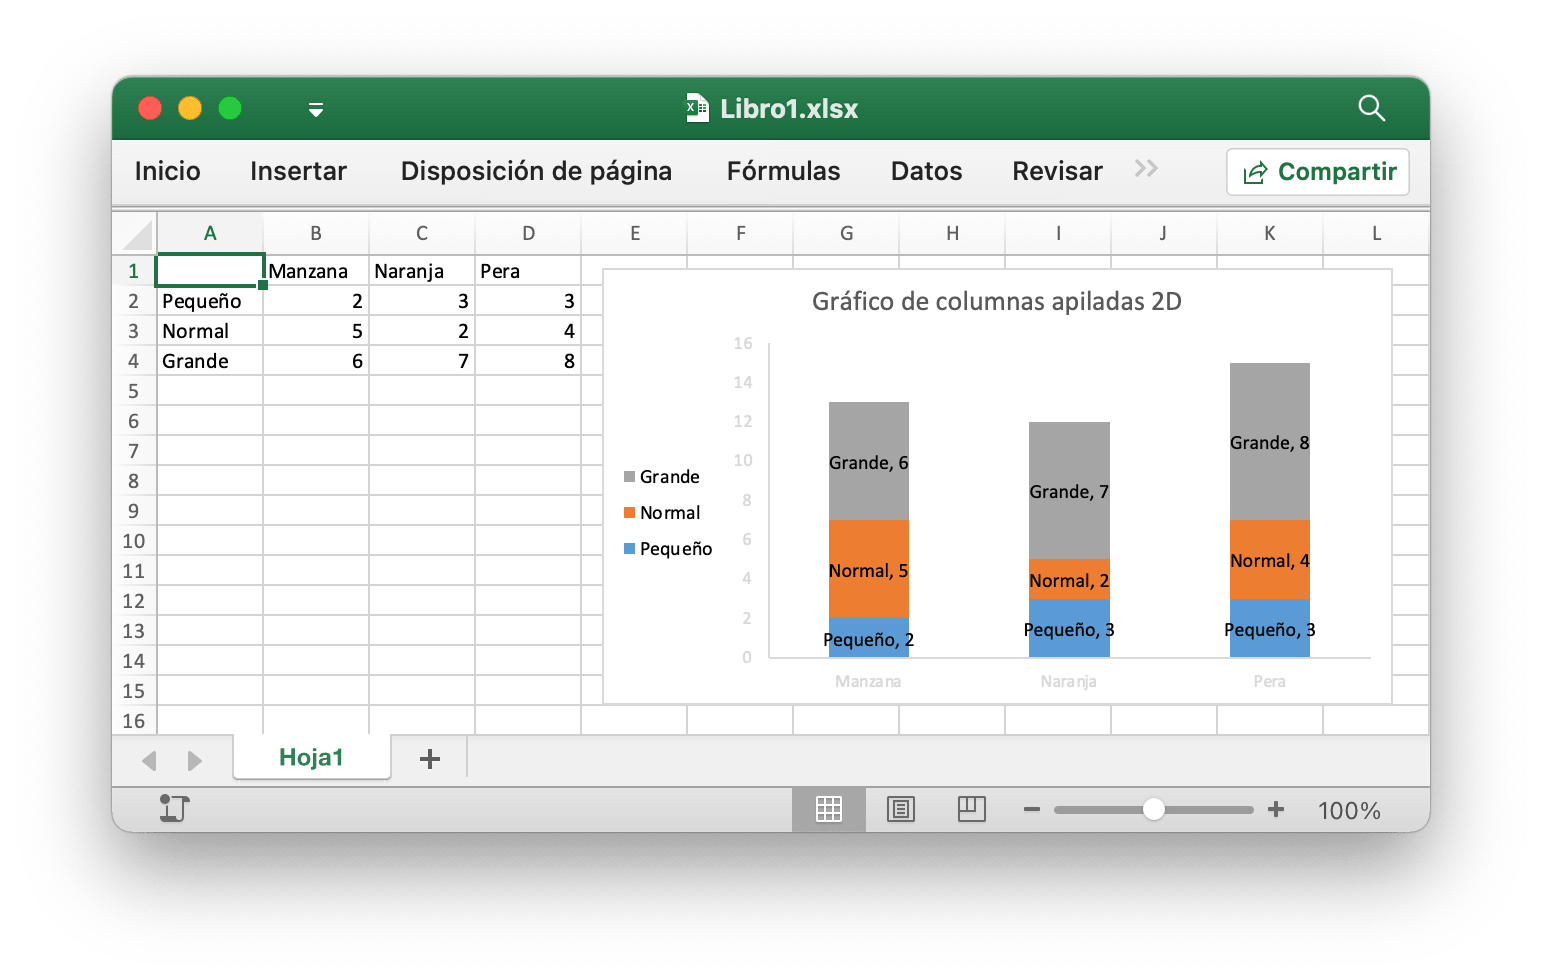 Libro1.xlsx
Inicio Insertar Disposición de página Fórmulas Datos Revisar Compartir
A B C D E F G H I J K L
1 Manzana Naranja Pera
2 Pequeño 2 3 3
3 Normal 5 2 4
4 Grande 6 7 8
5
6
7
8
9
10
11
12
13
14
15
16
Gráfico de columnas apiladas 2D
16
14
12
10
8
6
4
2
0
Grande
Normal
Pequeño
Grande, 6
Normal, 5
Pequeño, 2
Grande, 7
Normal, 2
Pequeño, 3
Grande, 8
Normal, 4
Pequeño, 3
Manzana Naranja Pera
Hoja1
100%